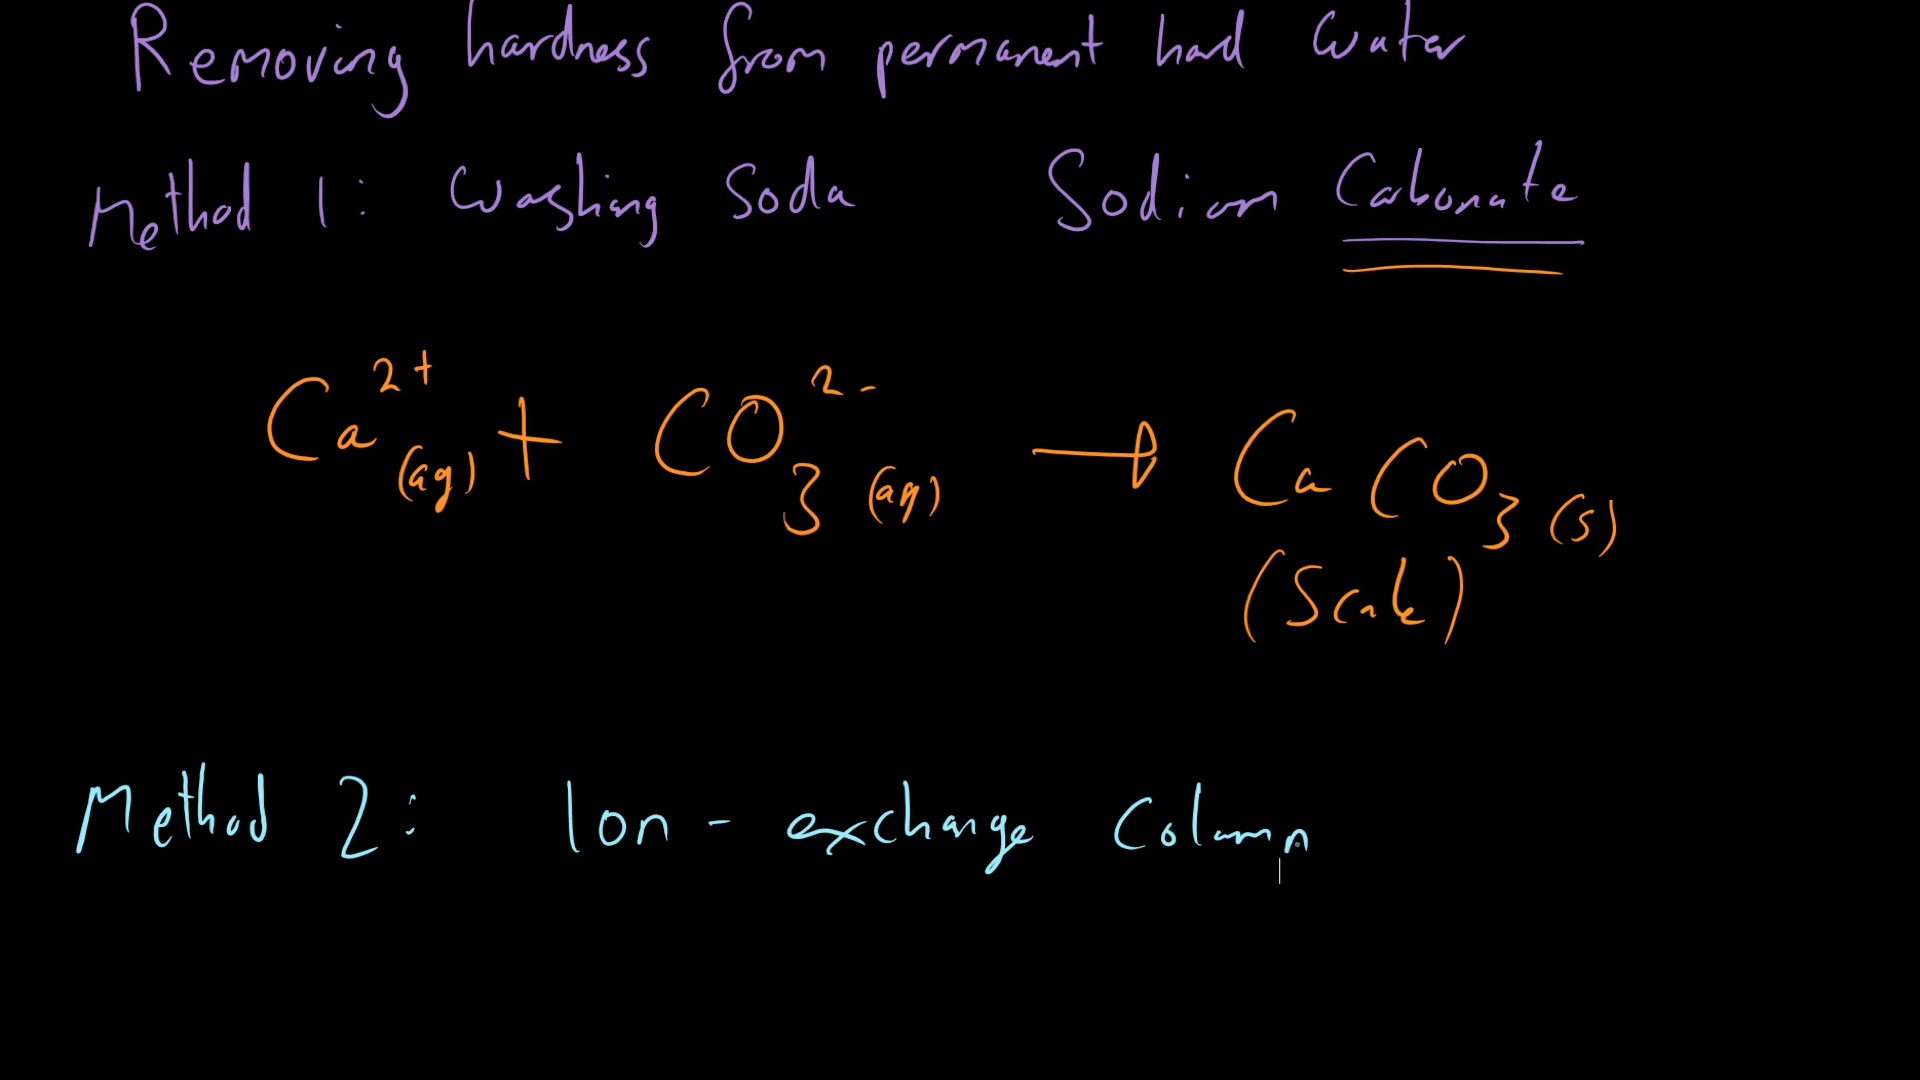 Removing hardness from permanent hard water
Method 1: Washing Soda Sodium Carbonate
Ca²⁺(aq) + CO₃²⁻(aq) → CaCO₃(s)
(Scale)
Method 2: Ion-exchange Column